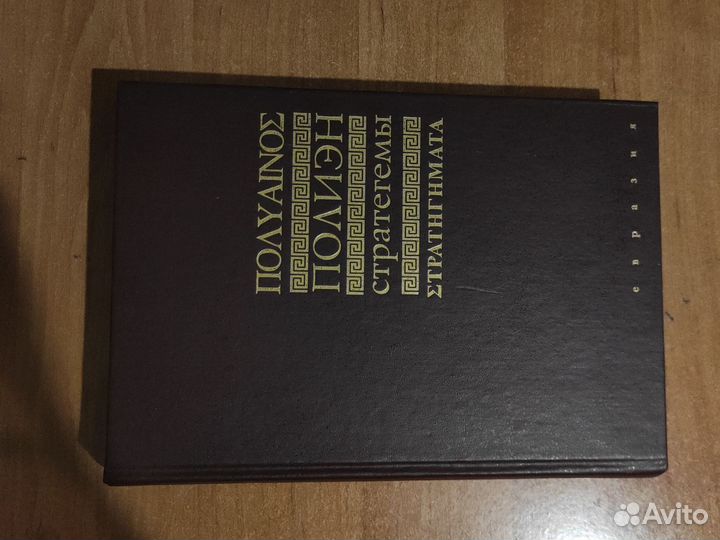 ΠΟΛΥΑΙΝΟΣ
ПОЛИЭН
стратегемы
ΣΤΡΑΤΗΓΗΜΑΤΑ
евразия
Avito